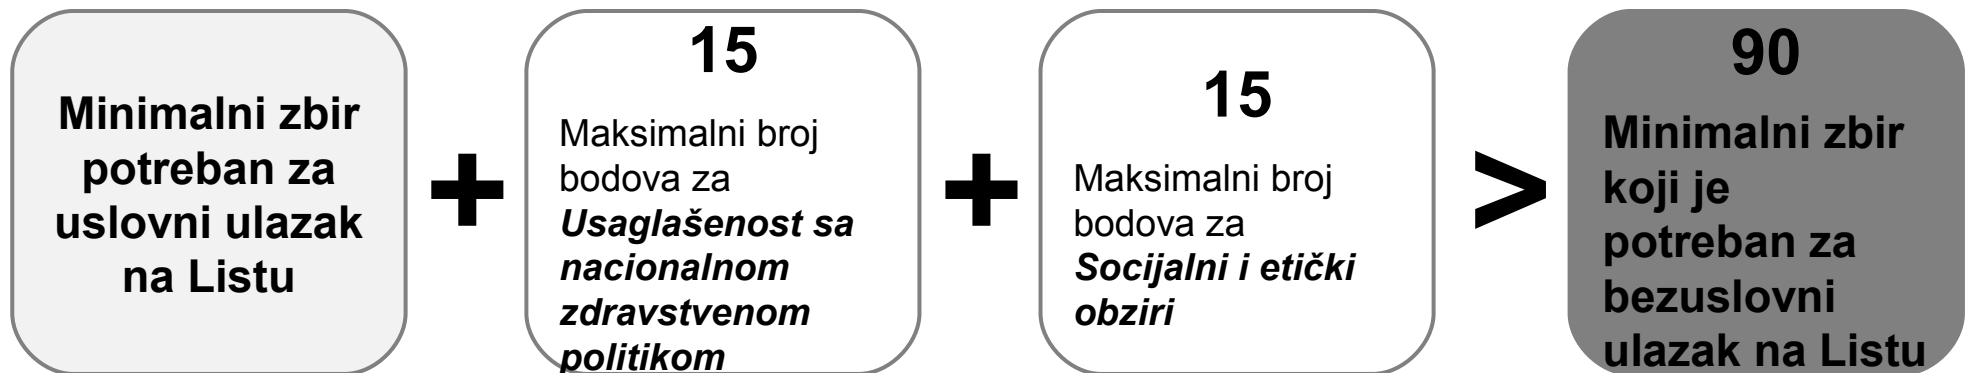 Minimalni zbir
potreban za
uslovni ulazak
na Listu
+
15
Maksimalni broj
bodova za
Usaglašenost sa
nacionalnom
zdravstvenom
politikom
+
15
Maksimalni broj
bodova za
Socijalni i etički
obziri
>
90
Minimalni zbir
koji je
potreban za
bezuslovni
ulazak na Listu